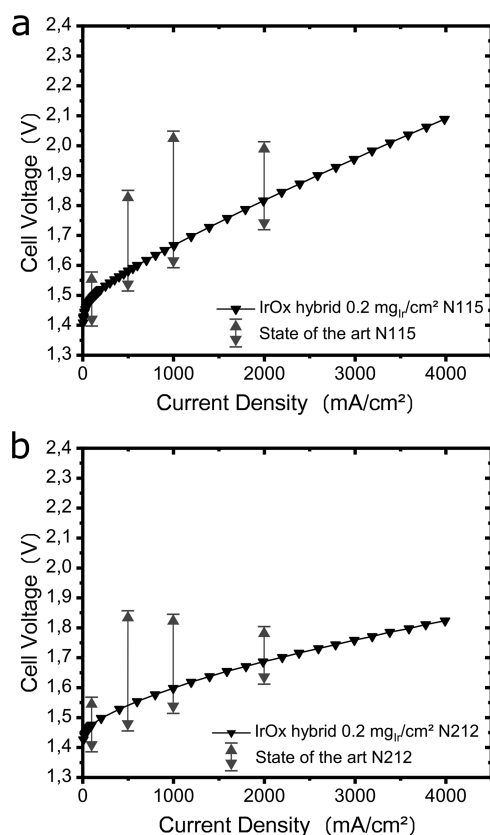 a
2,4
2,3
2,2
2,1
2,0
1,9
1,8
1,7
1,6
1,5
1,4
1,3
Cell Voltage (V)
IrOx hybrid 0.2 mgIr/cm² N115
State of the art N115
0 1000 2000 3000 4000
Current Density (mA/cm²)
b
2,4
2,3
2,2
2,1
2,0
1,9
1,8
1,7
1,6
1,5
1,4
1,3
Cell Voltage (V)
IrOx hybrid 0.2 mgIr/cm² N212
State of the art N212
0 1000 2000 3000 4000
Current Density (mA/cm²)